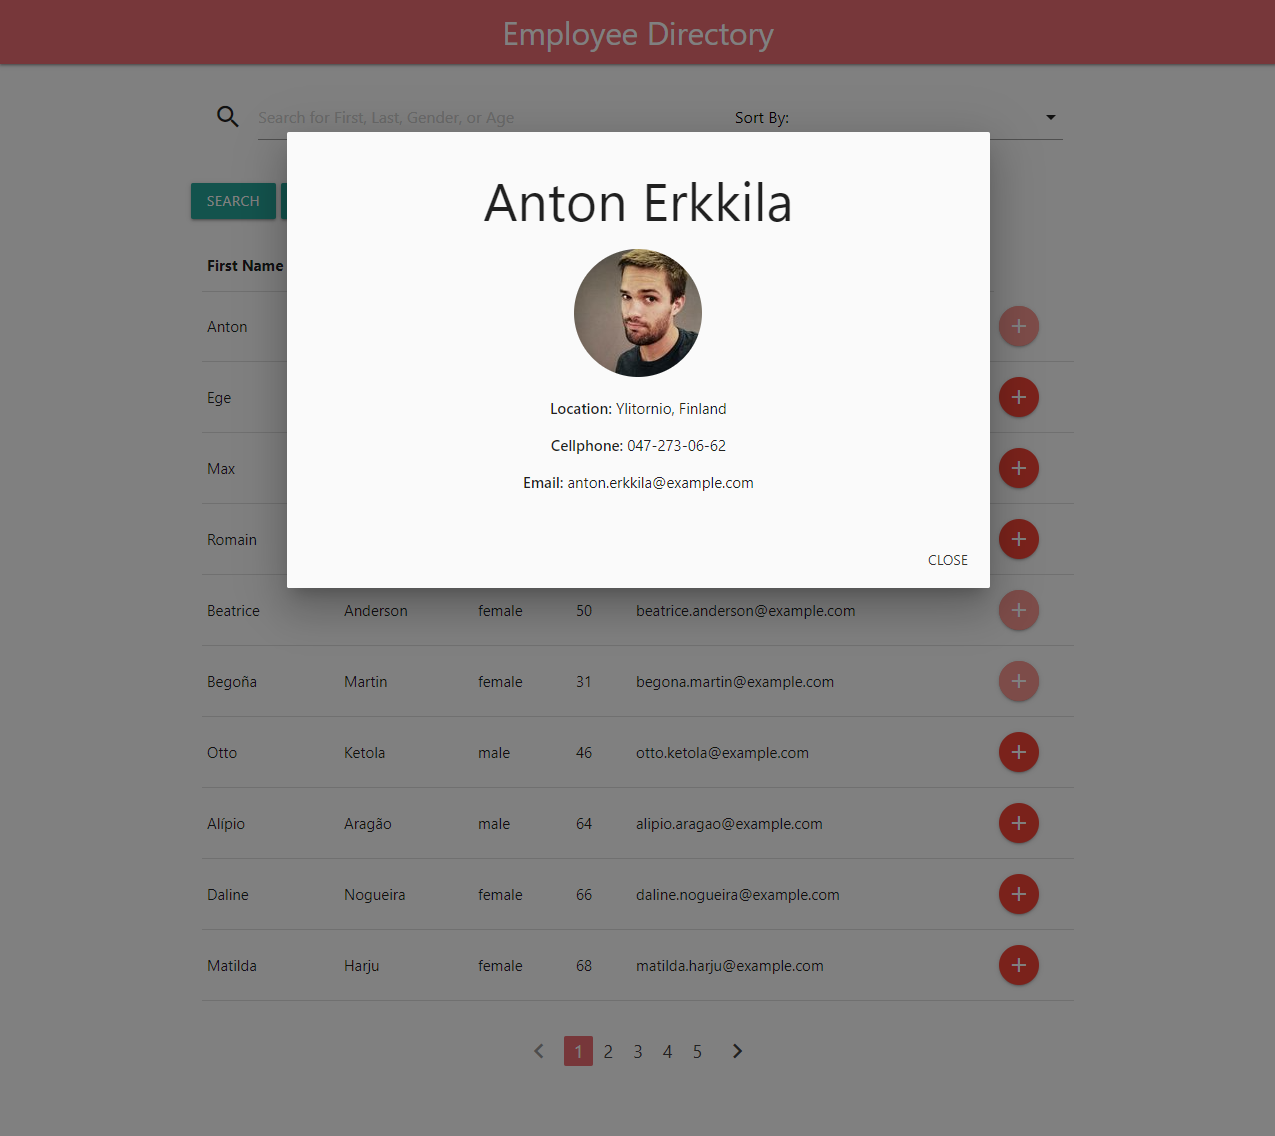 Employee Directory
Search for First, Last, Gender, or Age
Sort By:
SEARCH
First Name
Anton
Ege
Max
Romain
Anton Erkkila
Location: Ylitornio, Finland
Cellphone: 047-273-06-62
Email: anton.erkkila@example.com
CLOSE
Beatrice Anderson female 50 beatrice.anderson@example.com
Begoña Martin female 31 begona.martin@example.com
Otto Ketola male 46 otto.ketola@example.com
Alípio Aragão male 64 alipio.aragao@example.com
Daline Nogueira female 66 daline.nogueira@example.com
Matilda Harju female 68 matilda.harju@example.com
1 2 3 4 5